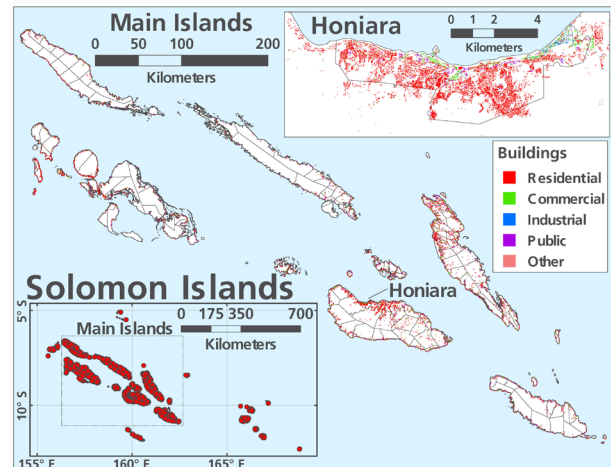 Main Islands
0 50 100 200
Kilometers
Honiara
0 1 2 4
Kilometers
Buildings
Residential
Commercial
Industrial
Public
Other
Honiara
Solomon Islands
0 175 350 700
Main Islands
Kilometers
5° S
10° S
155° E 160° E 165° E